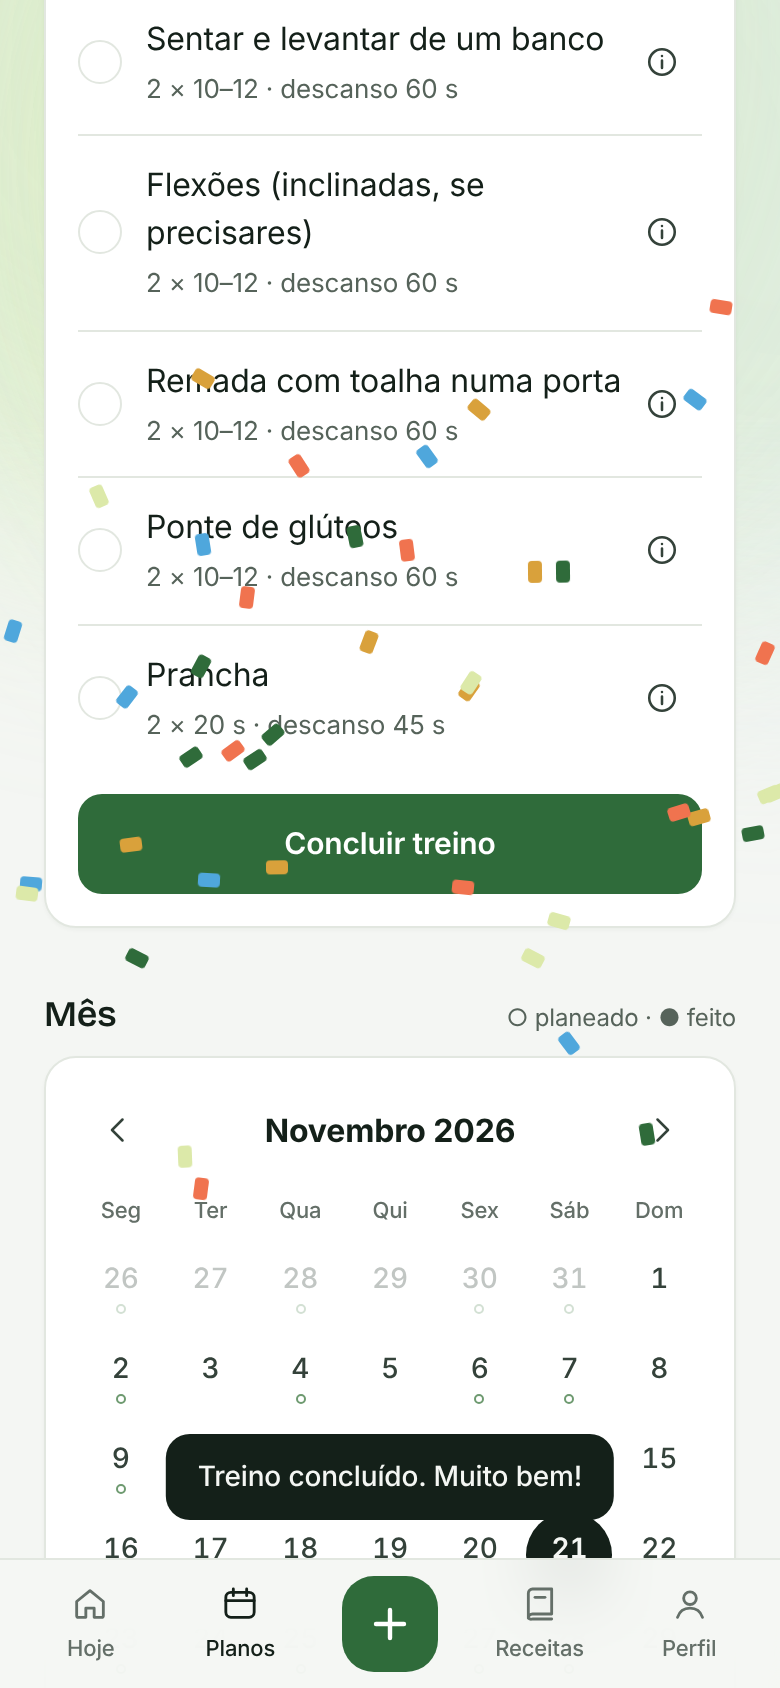 Sentar e levantar de um banco
2 × 10–12 · descanso 60 s
Flexões (inclinadas, se
precisares)
2 × 10–12 · descanso 60 s
Remada com toalha numa porta
2 × 10–12 · descanso 60 s
Ponte de glúteos
2 × 10–12 · descanso 60 s
Prancha
2 × 20 s · descanso 45 s
Concluir treino
Mês
planeado · feito
Novembro 2026
Seg Ter Qua Qui Sex Sáb Dom
26 27 28 29 30 31 1
2 3 4 5 6 7 8
9 15
Treino concluído. Muito bem!
16 17 18 19 20 21 22
Hoje Planos Receitas Perfil